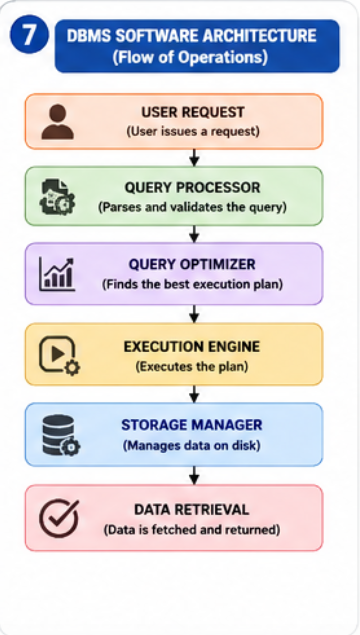 7
DBMS SOFTWARE ARCHITECTURE
(Flow of Operations)
USER REQUEST
(User issues a request)
QUERY PROCESSOR
(Parses and validates the query)
QUERY OPTIMIZER
(Finds the best execution plan)
EXECUTION ENGINE
(Executes the plan)
STORAGE MANAGER
(Manages data on disk)
DATA RETRIEVAL
(Data is fetched and returned)